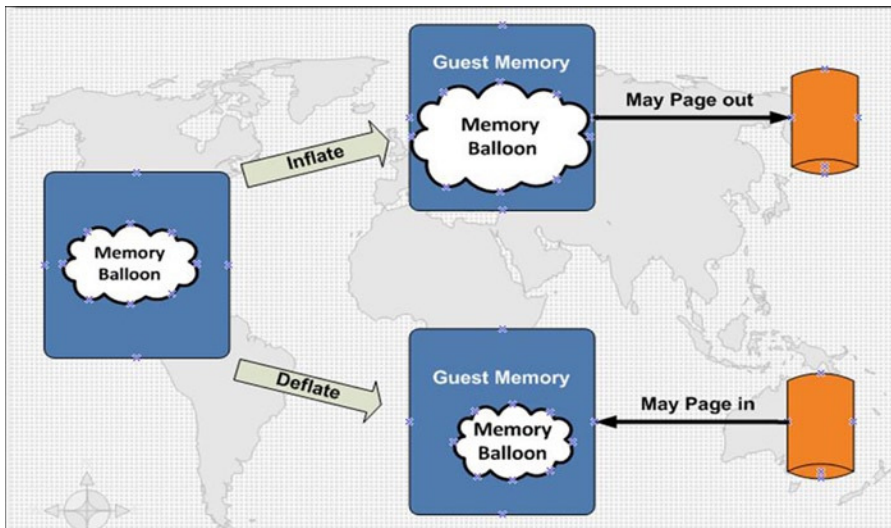 Guest Memory
Memory
Balloon
May Page out
Inflate
Memory
Balloon
Deflate
Guest Memory
Memory
Balloon
May Page in